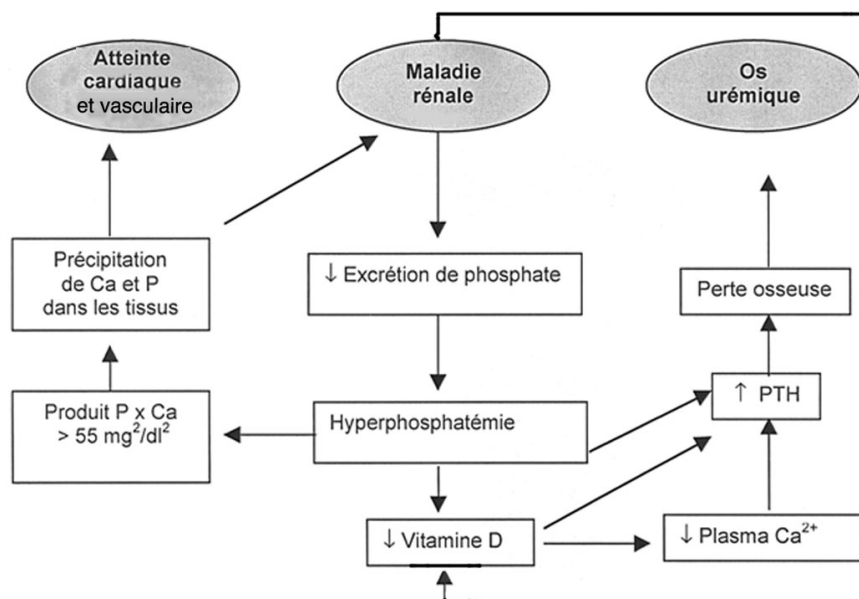 Atteinte
cardiaque
et vasculaire
Maladie
rénale
Os
urémique
Précipitation
de Ca et P
dans les tissus
↓ Excrétion de phosphate
Perte osseuse
Produit P x Ca
> 55 mg²/dl²
Hyperphosphatémie
↑ PTH
↓ Vitamine D
↓ Plasma Ca²⁺